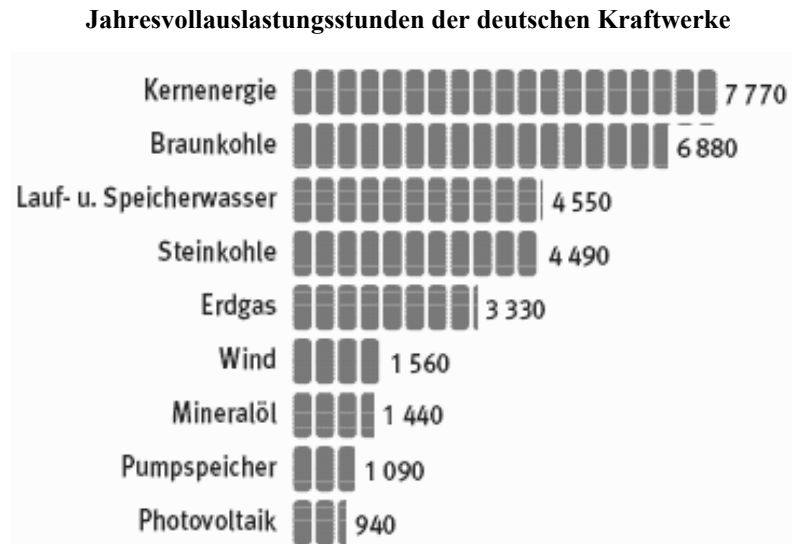 Jahresvollauslastungsstunden der deutschen Kraftwerke
Kernenergie 7 770
Braunkohle 6 880
Lauf- u. Speicherwasser 4 550
Steinkohle 4 490
Erdgas 3 330
Wind 1 560
Mineralöl 1 440
Pumpspeicher 1 090
Photovoltaik 940